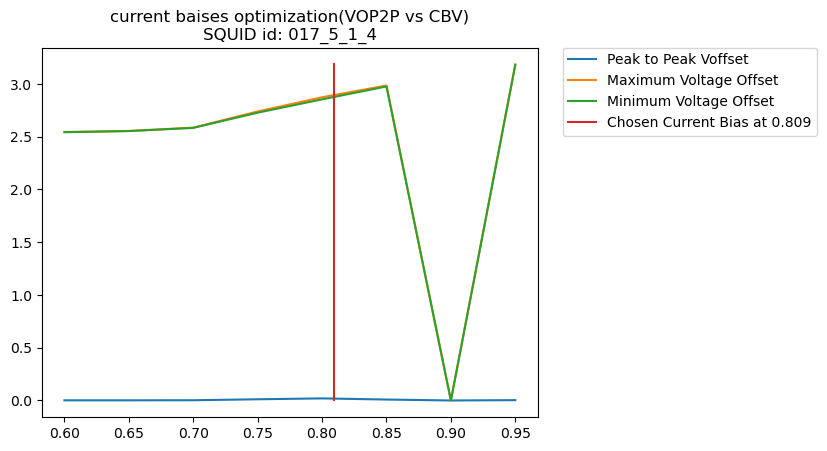 current baises optimization(VOP2P vs CBV)
SQUID id: 017_5_1_4
Peak to Peak Voffset
Maximum Voltage Offset
Minimum Voltage Offset
Chosen Current Bias at 0.809
3.0
2.5
2.0
1.5
1.0
0.5
0.0
0.60 0.65 0.70 0.75 0.80 0.85 0.90 0.95